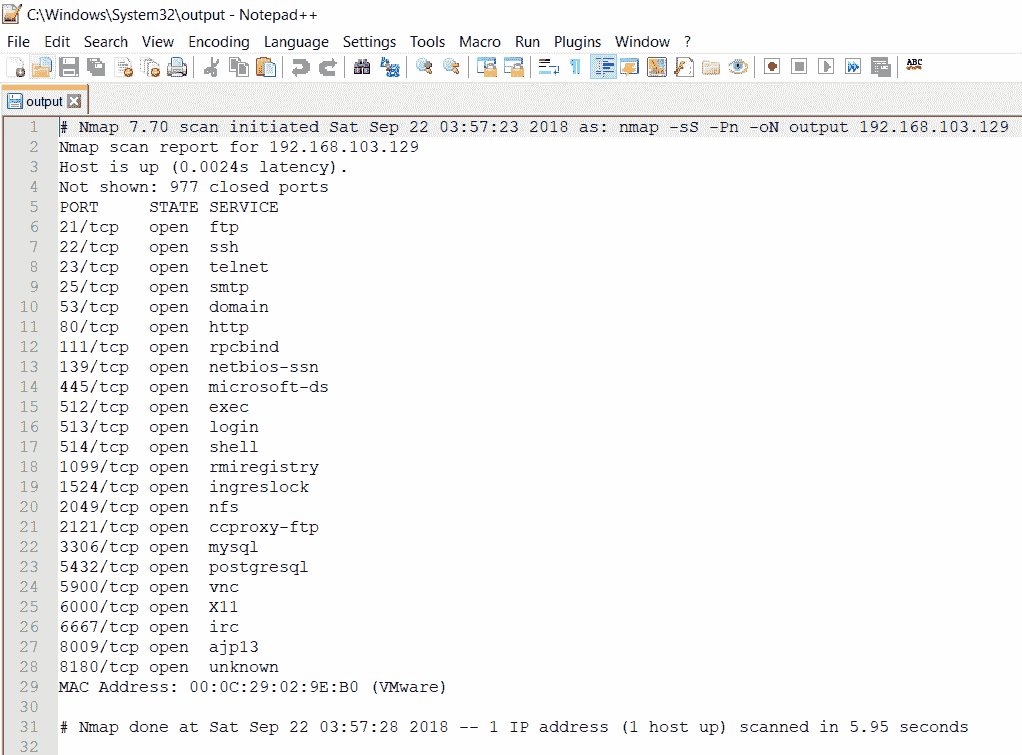 C:\Windows\System32\output - Notepad++
File Edit Search View Encoding Language Settings Tools Macro Run Plugins Window ?
ABC
output
1 # Nmap 7.70 scan initiated Sat Sep 22 03:57:23 2018 as: nmap -sS -Pn -oN output 192.168.103.129
2 Nmap scan report for 192.168.103.129
3 Host is up (0.0024s latency).
4 Not shown: 977 closed ports
5 PORT STATE SERVICE
6 21/tcp open ftp
7 22/tcp open ssh
8 23/tcp open telnet
9 25/tcp open smtp
10 53/tcp open domain
11 80/tcp open http
12 111/tcp open rpcbind
13 139/tcp open netbios-ssn
14 445/tcp open microsoft-ds
15 512/tcp open exec
16 513/tcp open login
17 514/tcp open shell
18 1099/tcp open rmiregistry
19 1524/tcp open ingreslock
20 2049/tcp open nfs
21 2121/tcp open ccproxy-ftp
22 3306/tcp open mysql
23 5432/tcp open postgresql
24 5900/tcp open vnc
25 6000/tcp open X11
26 6667/tcp open irc
27 8009/tcp open ajp13
28 8180/tcp open unknown
29 MAC Address: 00:0C:29:02:9E:B0 (VMware)
30
31 # Nmap done at Sat Sep 22 03:57:28 2018 -- 1 IP address (1 host up) scanned in 5.95 seconds
32